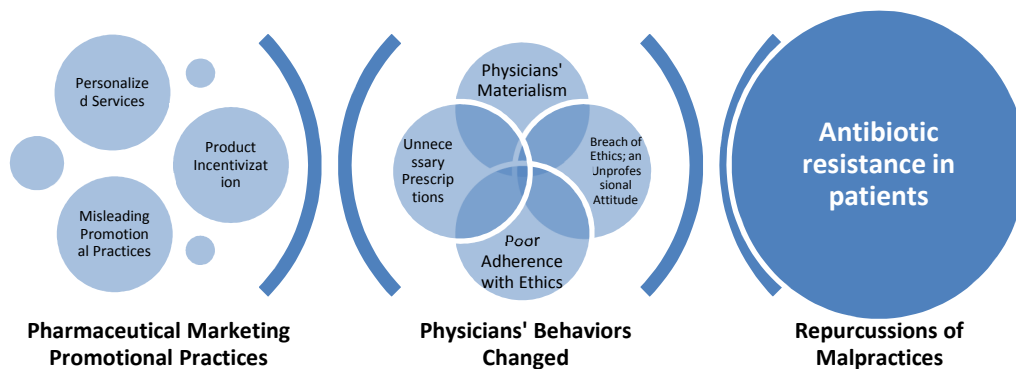 Personalize
d Services
Product
Incentivizat
ion
Misleading
Promotion
al Practices
Pharmaceutical Marketing
Promotional Practices
Physicians'
Materialism
Unnece
ssary
Prescrip
tions
Breach of
Ethics; an
Unprofes
sional
Attitude
Poor
Adherence
with Ethics
Physicians' Behaviors
Changed
Antibiotic
resistance in
patients
Repurcussions of
Malpractices